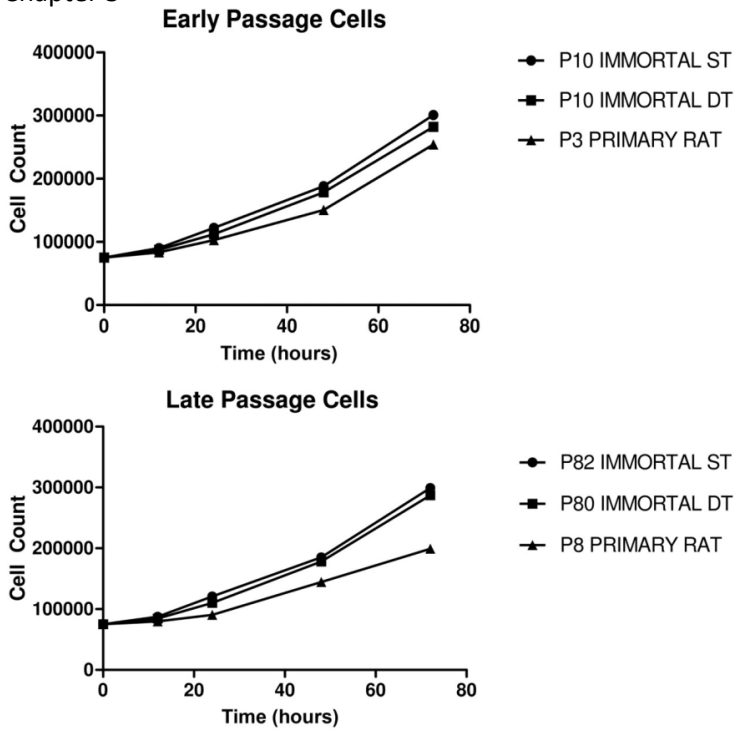 Early Passage Cells
400000
300000
200000
100000
0
Cell Count
0 20 40 60 80
Time (hours)
P10 IMMORTAL ST
P10 IMMORTAL DT
P3 PRIMARY RAT
Late Passage Cells
400000
300000
200000
100000
0
Cell Count
0 20 40 60 80
Time (hours)
P82 IMMORTAL ST
P80 IMMORTAL DT
P8 PRIMARY RAT